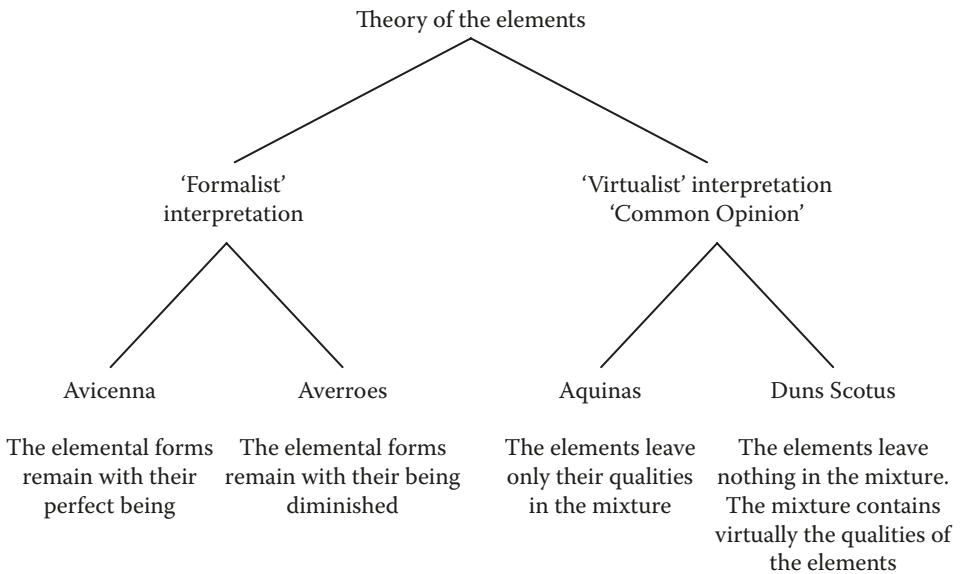 Theory of the elements
‘Formalist’
interpretation
‘Virtualist’ interpretation
‘Common Opinion’
Avicenna
The elemental forms
remain with their
perfect being
Averroes
The elemental forms
remain with their being
diminished
Aquinas
The elements leave
only their qualities
in the mixture
Duns Scotus
The elements leave
nothing in the mixture.
The mixture contains
virtually the qualities of
the elements